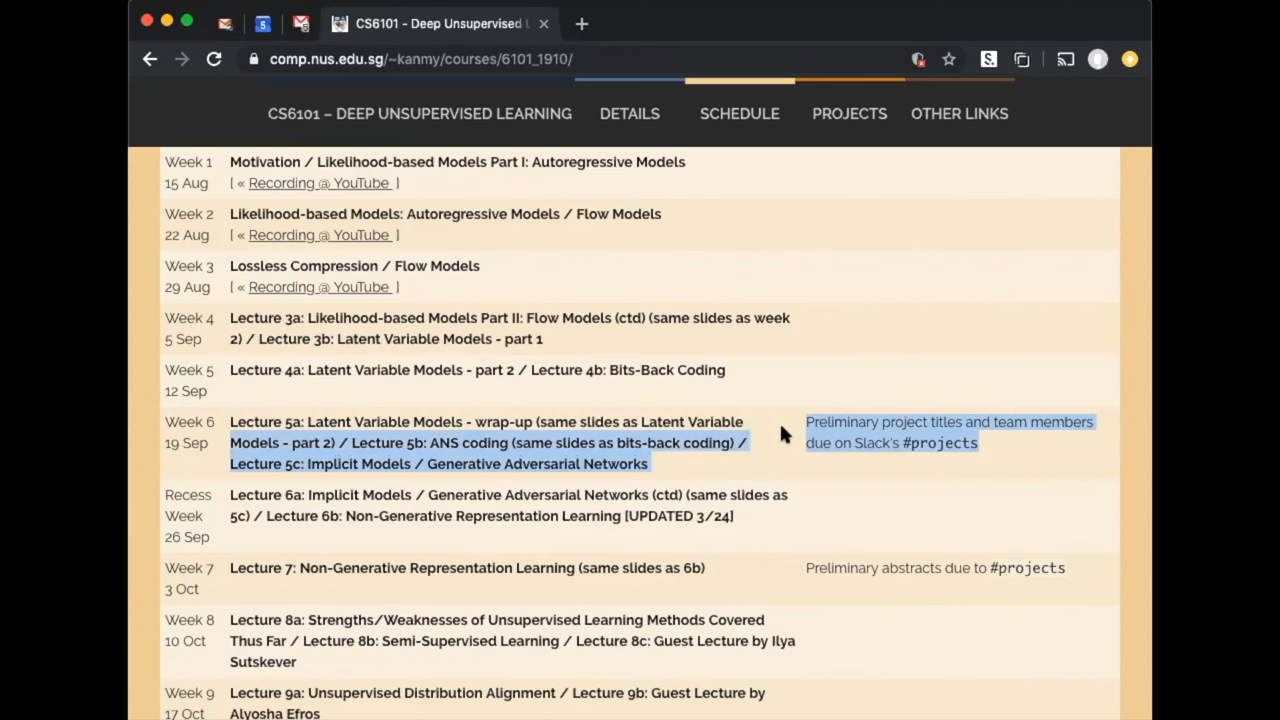 5
CS6101 - Deep Unsupervised
comp.nus.edu.sg/~kanmy/courses/6101_1910/
CS6101 – DEEP UNSUPERVISED LEARNING DETAILS SCHEDULE PROJECTS OTHER LINKS
Week 1 Motivation / Likelihood-based Models Part I: Autoregressive Models
15 Aug [ « Recording @ YouTube ]
Week 2 Likelihood-based Models: Autoregressive Models / Flow Models
22 Aug [ « Recording @ YouTube ]
Week 3 Lossless Compression / Flow Models
29 Aug [ « Recording @ YouTube ]
Week 4 Lecture 3a: Likelihood-based Models Part II: Flow Models (ctd) (same slides as week
5 Sep 2) / Lecture 3b: Latent Variable Models - part 1
Week 5 Lecture 4a: Latent Variable Models - part 2 / Lecture 4b: Bits-Back Coding
12 Sep
Week 6 Lecture 5a: Latent Variable Models - wrap-up (same slides as Latent Variable Preliminary project titles and team members
19 Sep Models - part 2) / Lecture 5b: ANS coding (same slides as bits-back coding) / due on Slack's #projects
Lecture 5c: Implicit Models / Generative Adversarial Networks
Recess Lecture 6a: Implicit Models / Generative Adversarial Networks (ctd) (same slides as
Week 5c) / Lecture 6b: Non-Generative Representation Learning [UPDATED 3/24]
26 Sep
Week 7 Lecture 7: Non-Generative Representation Learning (same slides as 6b) Preliminary abstracts due to #projects
3 Oct
Week 8 Lecture 8a: Strengths/Weaknesses of Unsupervised Learning Methods Covered
10 Oct Thus Far / Lecture 8b: Semi-Supervised Learning / Lecture 8c: Guest Lecture by Ilya
Sutskever
Week 9 Lecture 9a: Unsupervised Distribution Alignment / Lecture 9b: Guest Lecture by
17 Oct Alyosha Efros